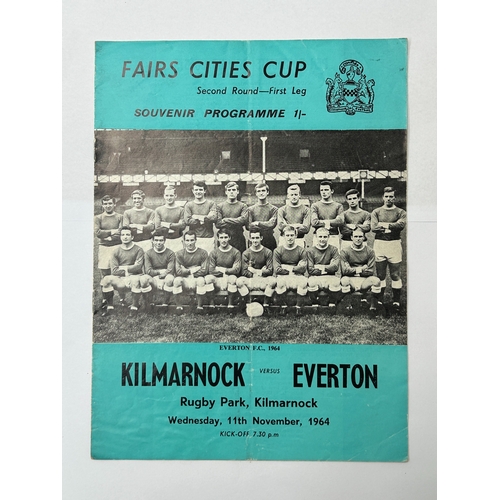 FAIRS CITIES CUP
Second Round—First Leg
SOUVENIR PROGRAMME 1/-
EVERTON F.C., 1964
KILMARNOCK VERSUS EVERTON
Rugby Park, Kilmarnock
Wednesday, 11th November, 1964
KICK-OFF 7.30 p.m